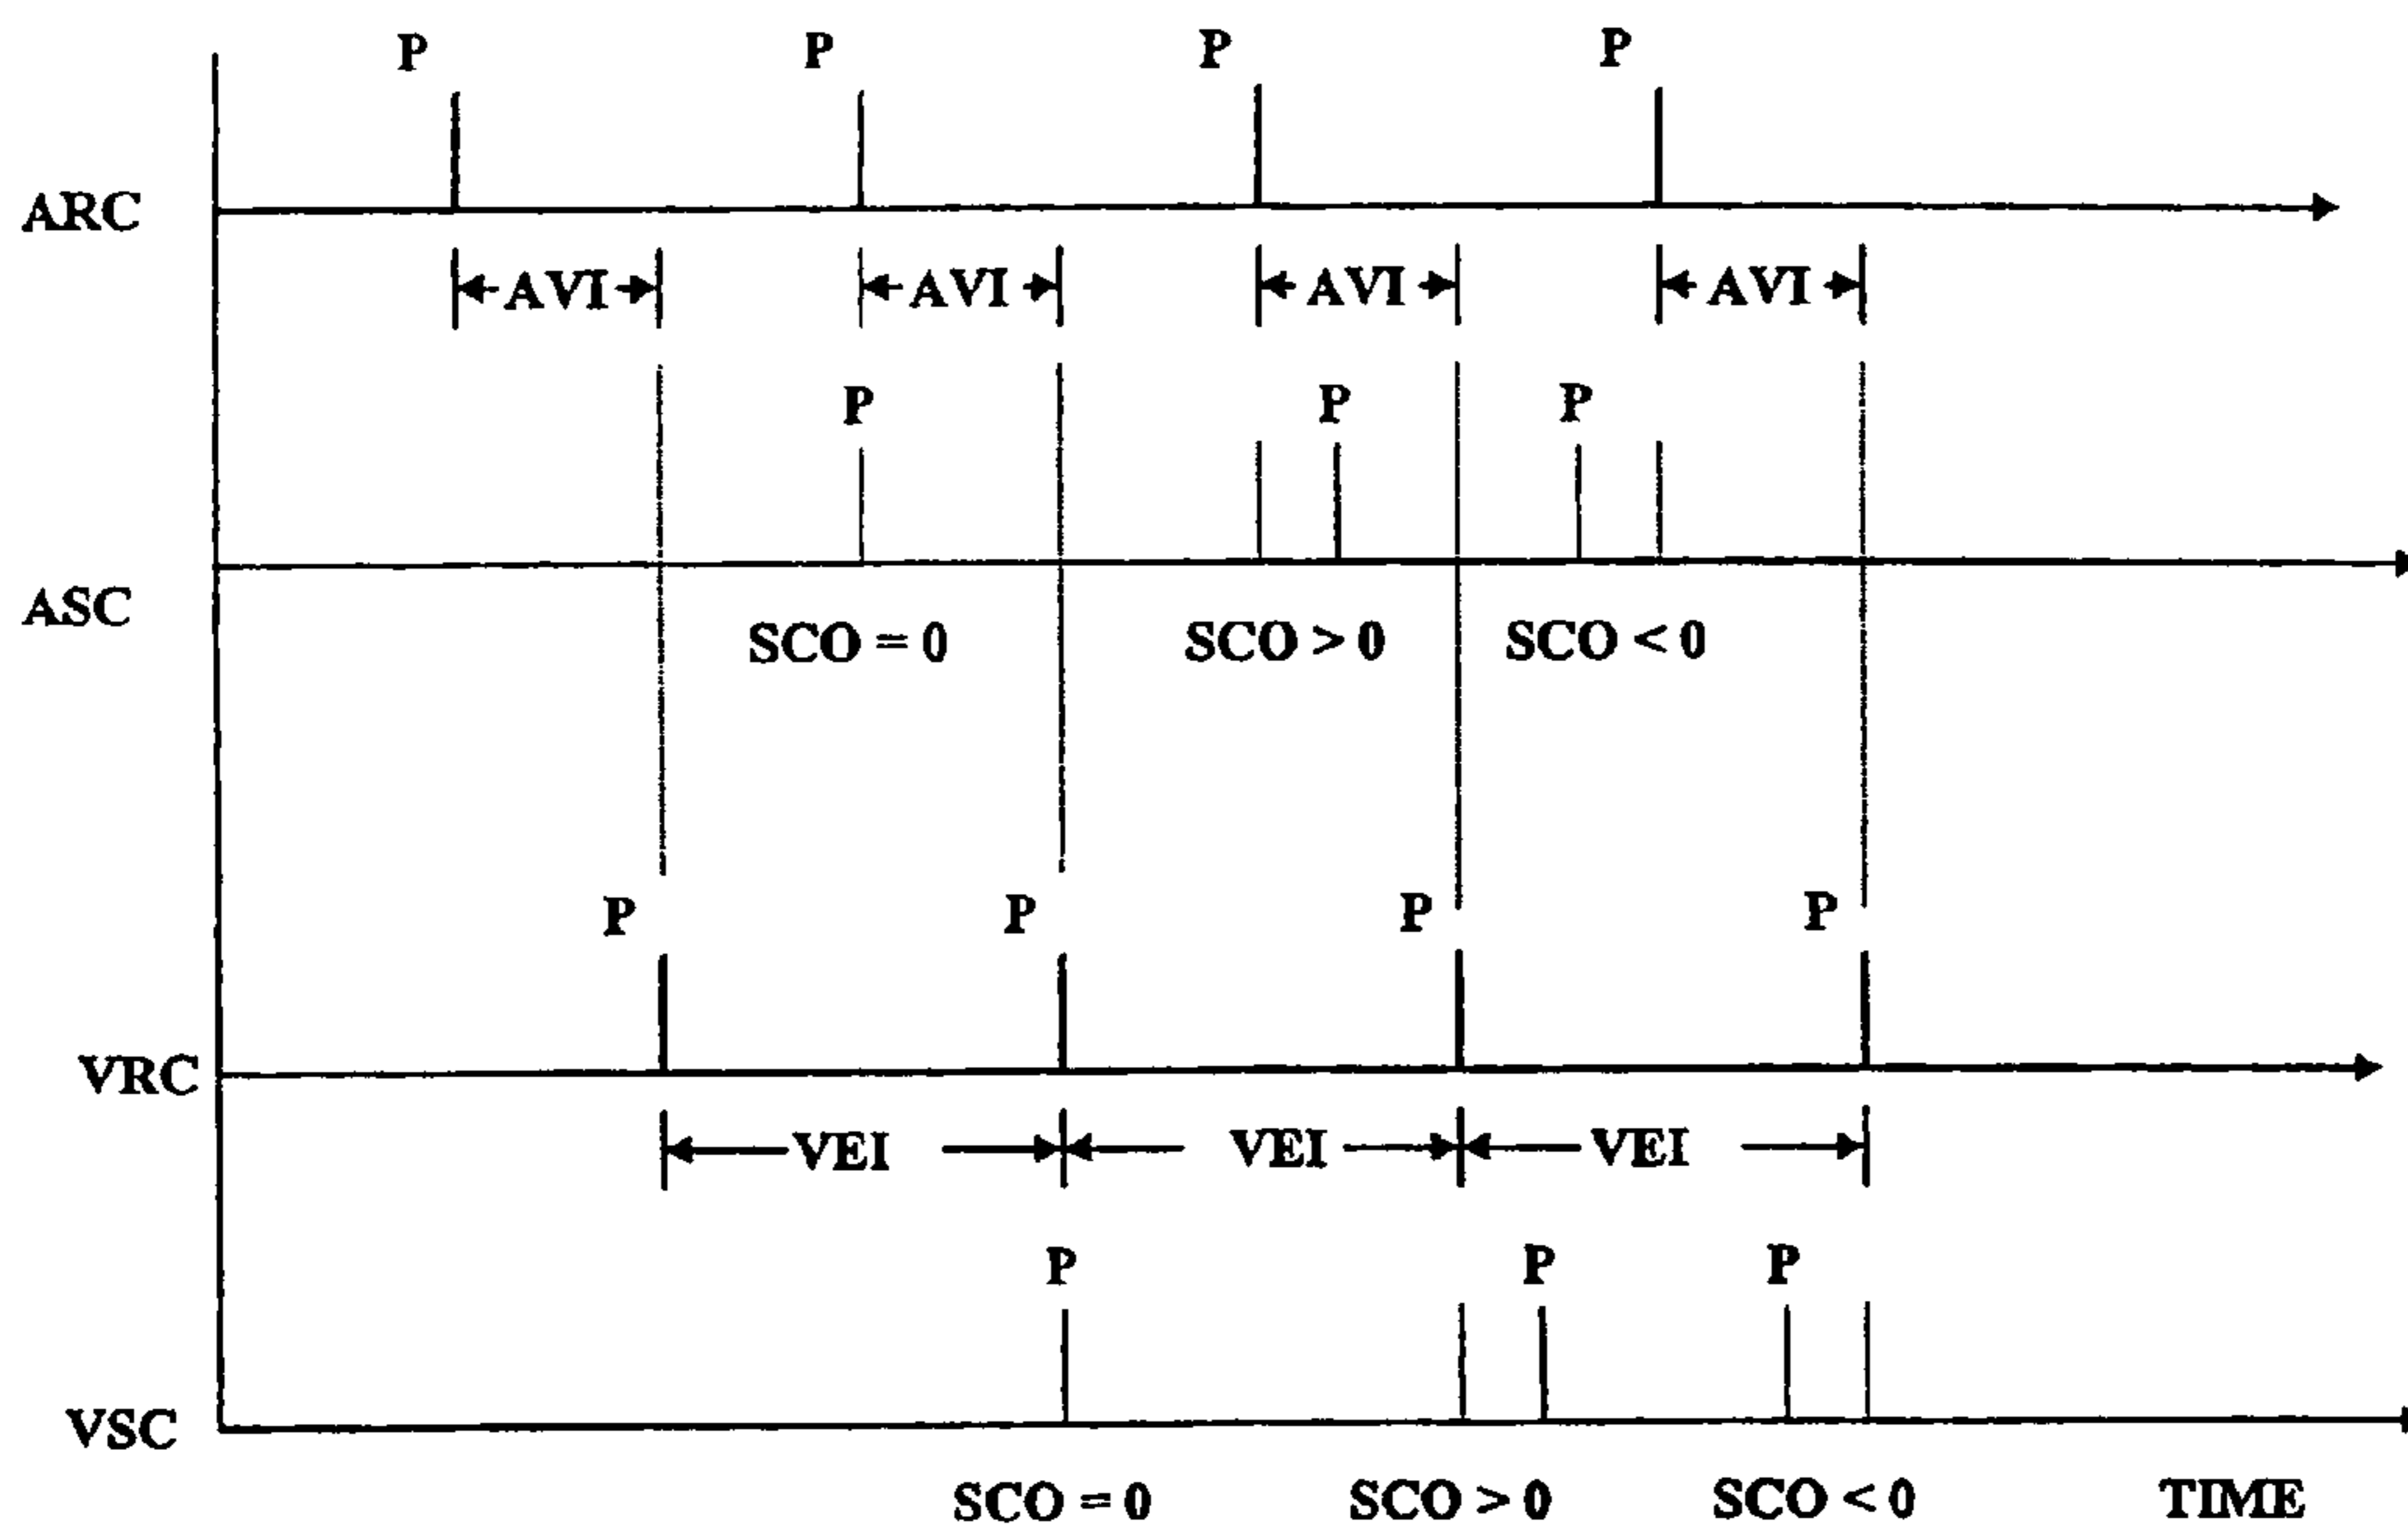 P P P P
ARC
AVI AVI AVI AVI
P P P
ASC
SCO = 0 SCO > 0 SCO < 0
P P P P
VRC
VEI VEI VEI
P P P
VSC
SCO = 0 SCO > 0 SCO < 0 TIME